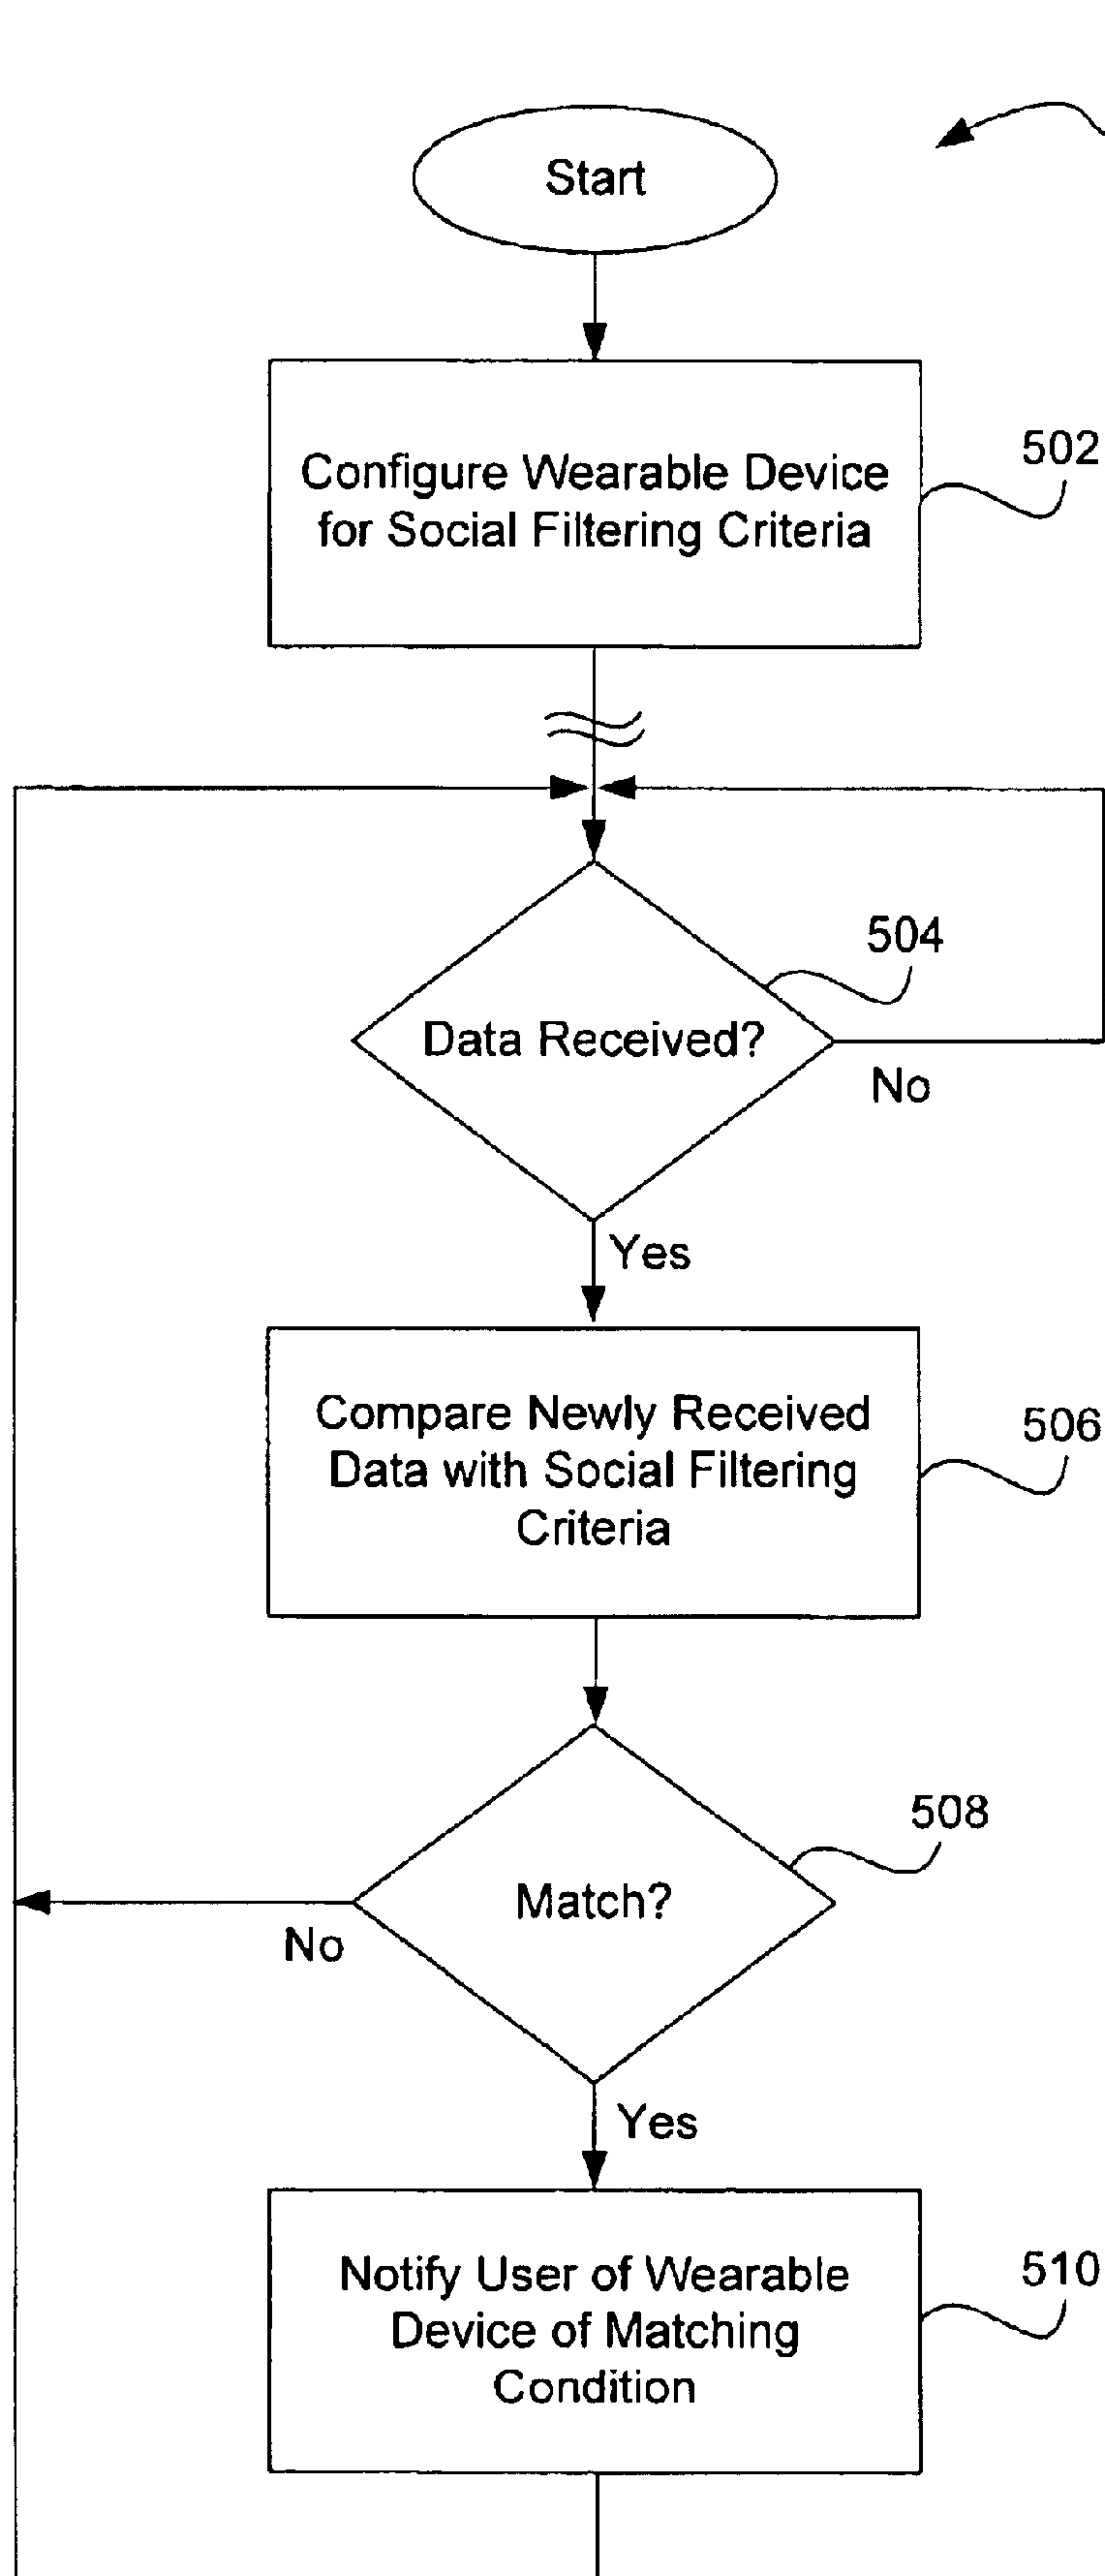 Start
Configure Wearable Device
for Social Filtering Criteria
502
504
Data Received?
No
Yes
Compare Newly Received
Data with Social Filtering
Criteria
506
508
Match?
No
Yes
Notify User of Wearable
Device of Matching
Condition
510